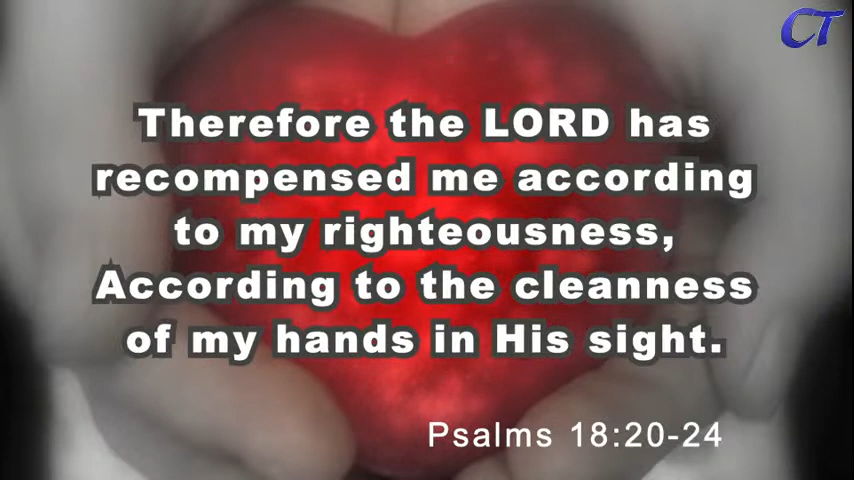 CT
Therefore the LORD has
recompensed me according
to my righteousness,
According to the cleanness
of my hands in His sight.
Psalms 18:20-24